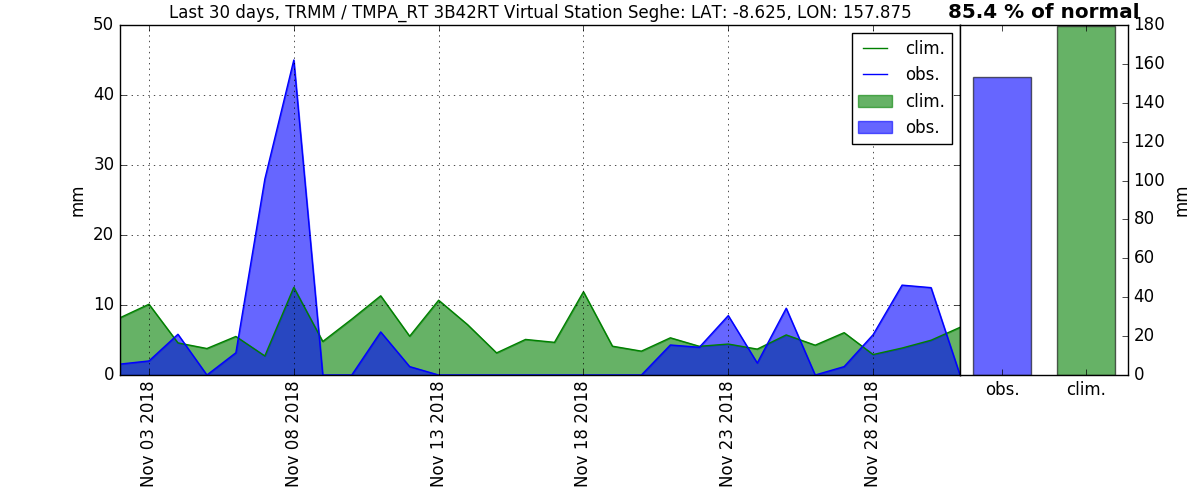 Last 30 days, TRMM / TMPA_RT 3B42RT Virtual Station Seghe: LAT: -8.625, LON: 157.875
85.4 % of normal
50
40
30
20
10
0
mm
clim.
obs.
clim.
obs.
Nov 03 2018
Nov 08 2018
Nov 13 2018
Nov 18 2018
Nov 23 2018
Nov 28 2018
180
160
140
120
100
80
60
40
20
0
mm
obs.
clim.